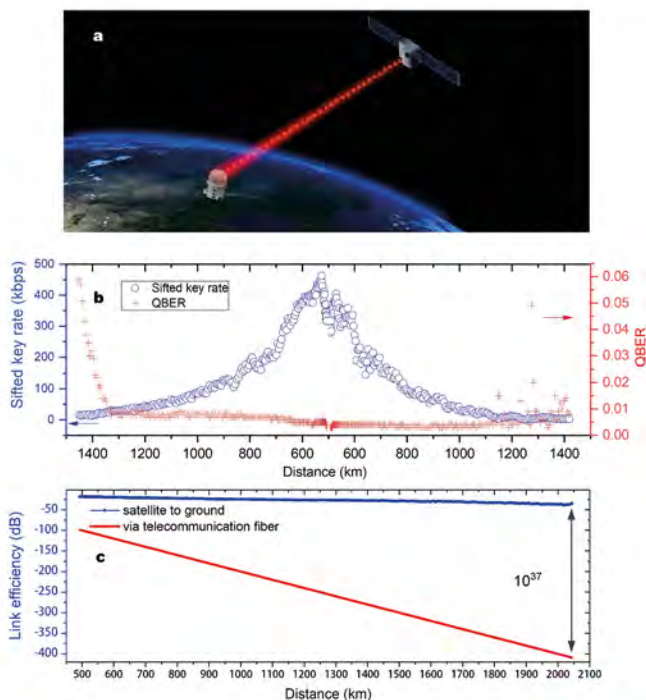 a
500
400
300
200
100
0
Sifted key rate (kbps)
b
Sifted key rate
QBER
0.06
0.05
0.04
0.03
0.02
0.01
0.00
QBER
1400 1200 1000 800 600 600 800 1000 1200 1400
Distance (km)
-50
-100
-150
-200
-250
-300
-350
-400
Link efficiency (dB)
satellite to ground
via telecommunication fiber
c
10³⁷
500 600 700 800 900 1000 1100 1200 1300 1400 1500 1600 1700 1800 1900 2000 2100
Distance (km)